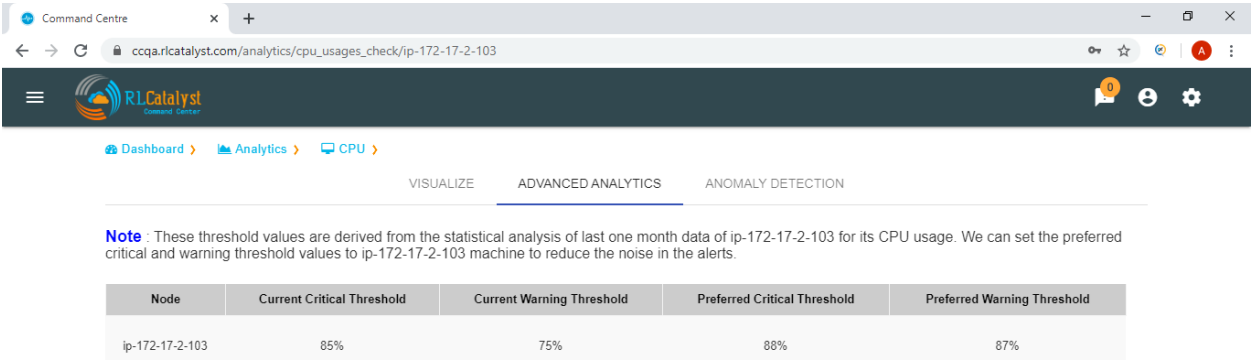 Command Centre
ccqa.rlcatalyst.com/analytics/cpu_usages_check/ip-172-17-2-103
A
RLCatalyst
Command Center
0
Dashboard Analytics CPU
VISUALIZE ADVANCED ANALYTICS ANOMALY DETECTION
Note : These threshold values are derived from the statistical analysis of last one month data of ip-172-17-2-103 for its CPU usage. We can set the preferred
critical and warning threshold values to ip-172-17-2-103 machine to reduce the noise in the alerts.
Node Current Critical Threshold Current Warning Threshold Preferred Critical Threshold Preferred Warning Threshold
ip-172-17-2-103 85% 75% 88% 87%